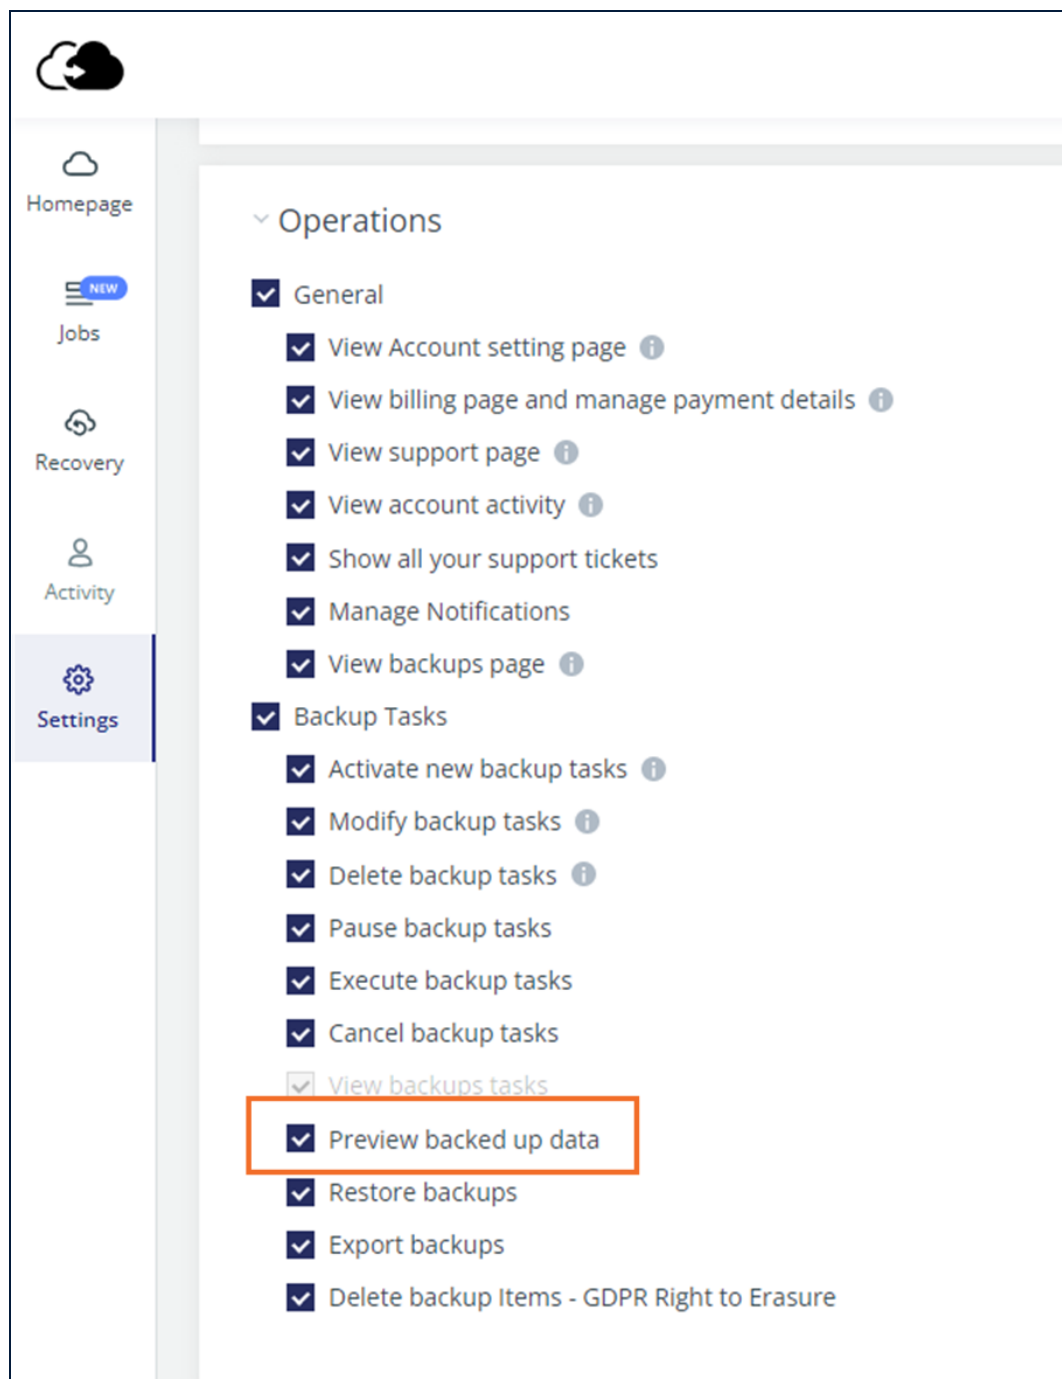 Homepage
NEW
Jobs
Recovery
Activity
Settings
Operations
General
View Account setting page
View billing page and manage payment details
View support page
View account activity
Show all your support tickets
Manage Notifications
View backups page
Backup Tasks
Activate new backup tasks
Modify backup tasks
Delete backup tasks
Pause backup tasks
Execute backup tasks
Cancel backup tasks
View backups tasks
Preview backed up data
Restore backups
Export backups
Delete backup Items - GDPR Right to Erasure